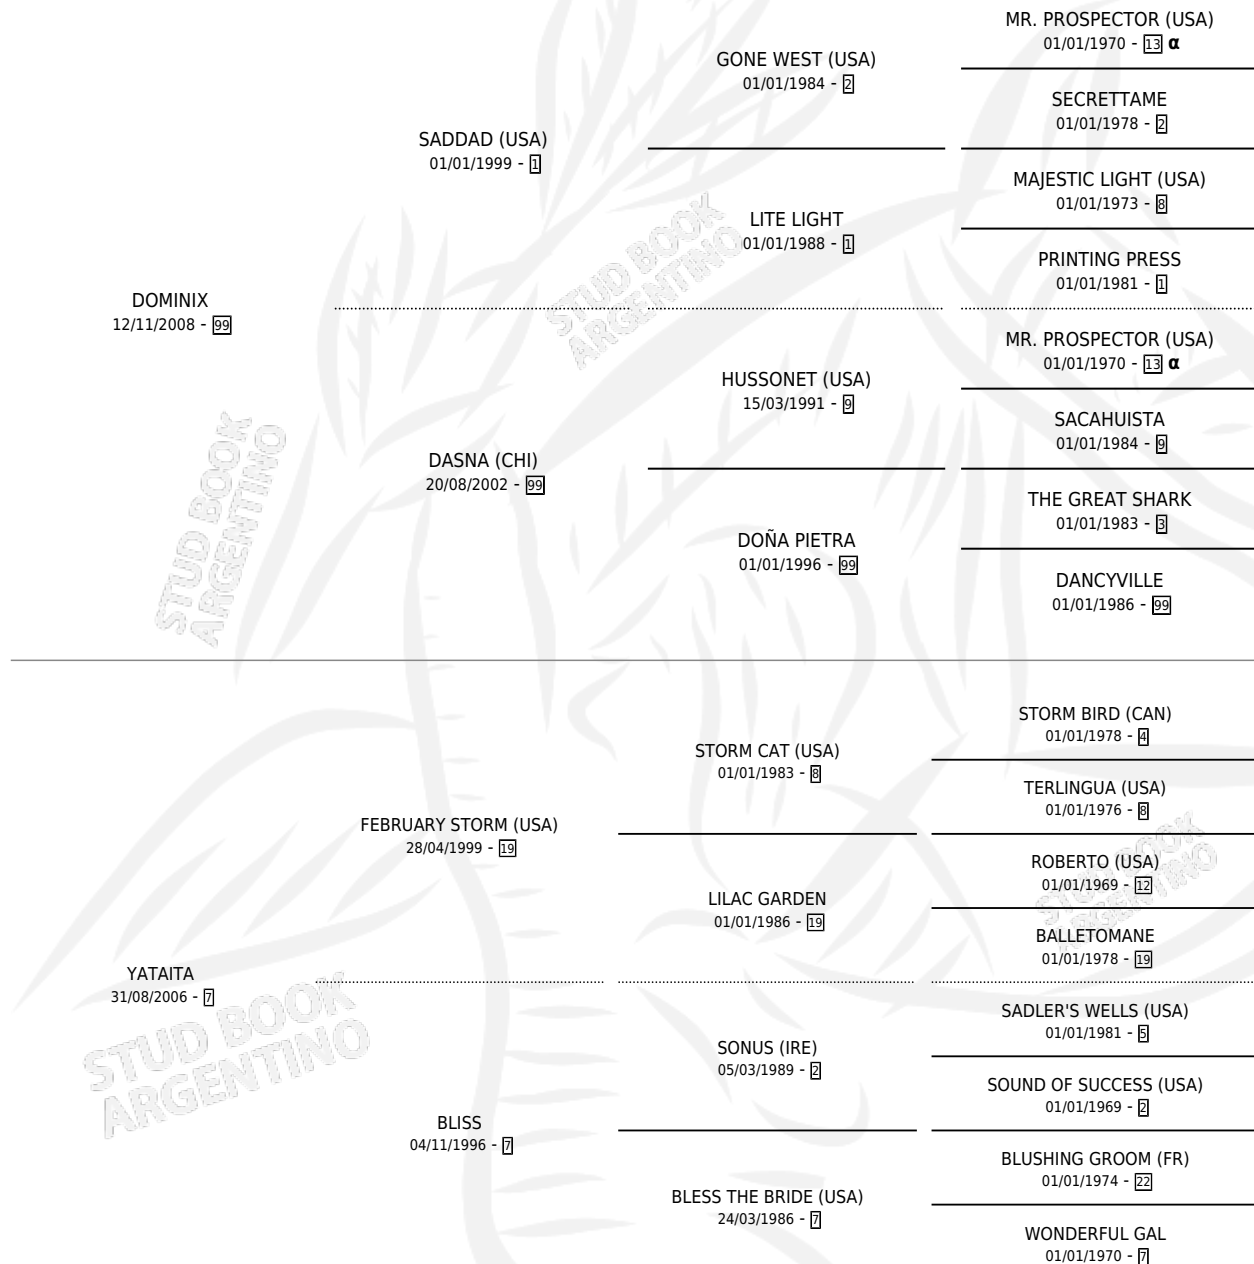 MR. PROSPECTOR (USA)
01/01/1970 - 13 α
GONE WEST (USA)
01/01/1984 - 2
SECRETTAME
01/01/1978 - 2
SADDAD (USA)
01/01/1999 - 1
MAJESTIC LIGHT (USA)
01/01/1973 - 8
LITE LIGHT
01/01/1988 - 1
PRINTING PRESS
01/01/1981 - 1
DOMINIX
12/11/2008 - 99
MR. PROSPECTOR (USA)
01/01/1970 - 13 α
HUSSONET (USA)
15/03/1991 - 9
SACAHUISTA
01/01/1984 - 9
DASNA (CHI)
20/08/2002 - 99
THE GREAT SHARK
01/01/1983 - 3
DOÑA PIETRA
01/01/1996 - 99
DANCYVILLE
01/01/1986 - 99
STORM BIRD (CAN)
01/01/1978 - 4
STORM CAT (USA)
01/01/1983 - 8
TERLINGUA (USA)
01/01/1976 - 8
FEBRUARY STORM (USA)
28/04/1999 - 19
ROBERTO (USA)
01/01/1969 - 12
LILAC GARDEN
01/01/1986 - 19
BALLETOMANE
01/01/1978 - 19
YATAITA
31/08/2006 - 7
SADLER'S WELLS (USA)
01/01/1981 - 5
SONUS (IRE)
05/03/1989 - 2
SOUND OF SUCCESS (USA)
01/01/1969 - 2
BLISS
04/11/1996 - 7
BLUSHING GROOM (FR)
01/01/1974 - 22
BLESS THE BRIDE (USA)
24/03/1986 - 7
WONDERFUL GAL
01/01/1970 - 7
STUD BOOK
ARGENTINO
STUD BOOK
ARGENTINO
STUD BOOK
ARGENTINO
STUD BOOK
ARGENTINO